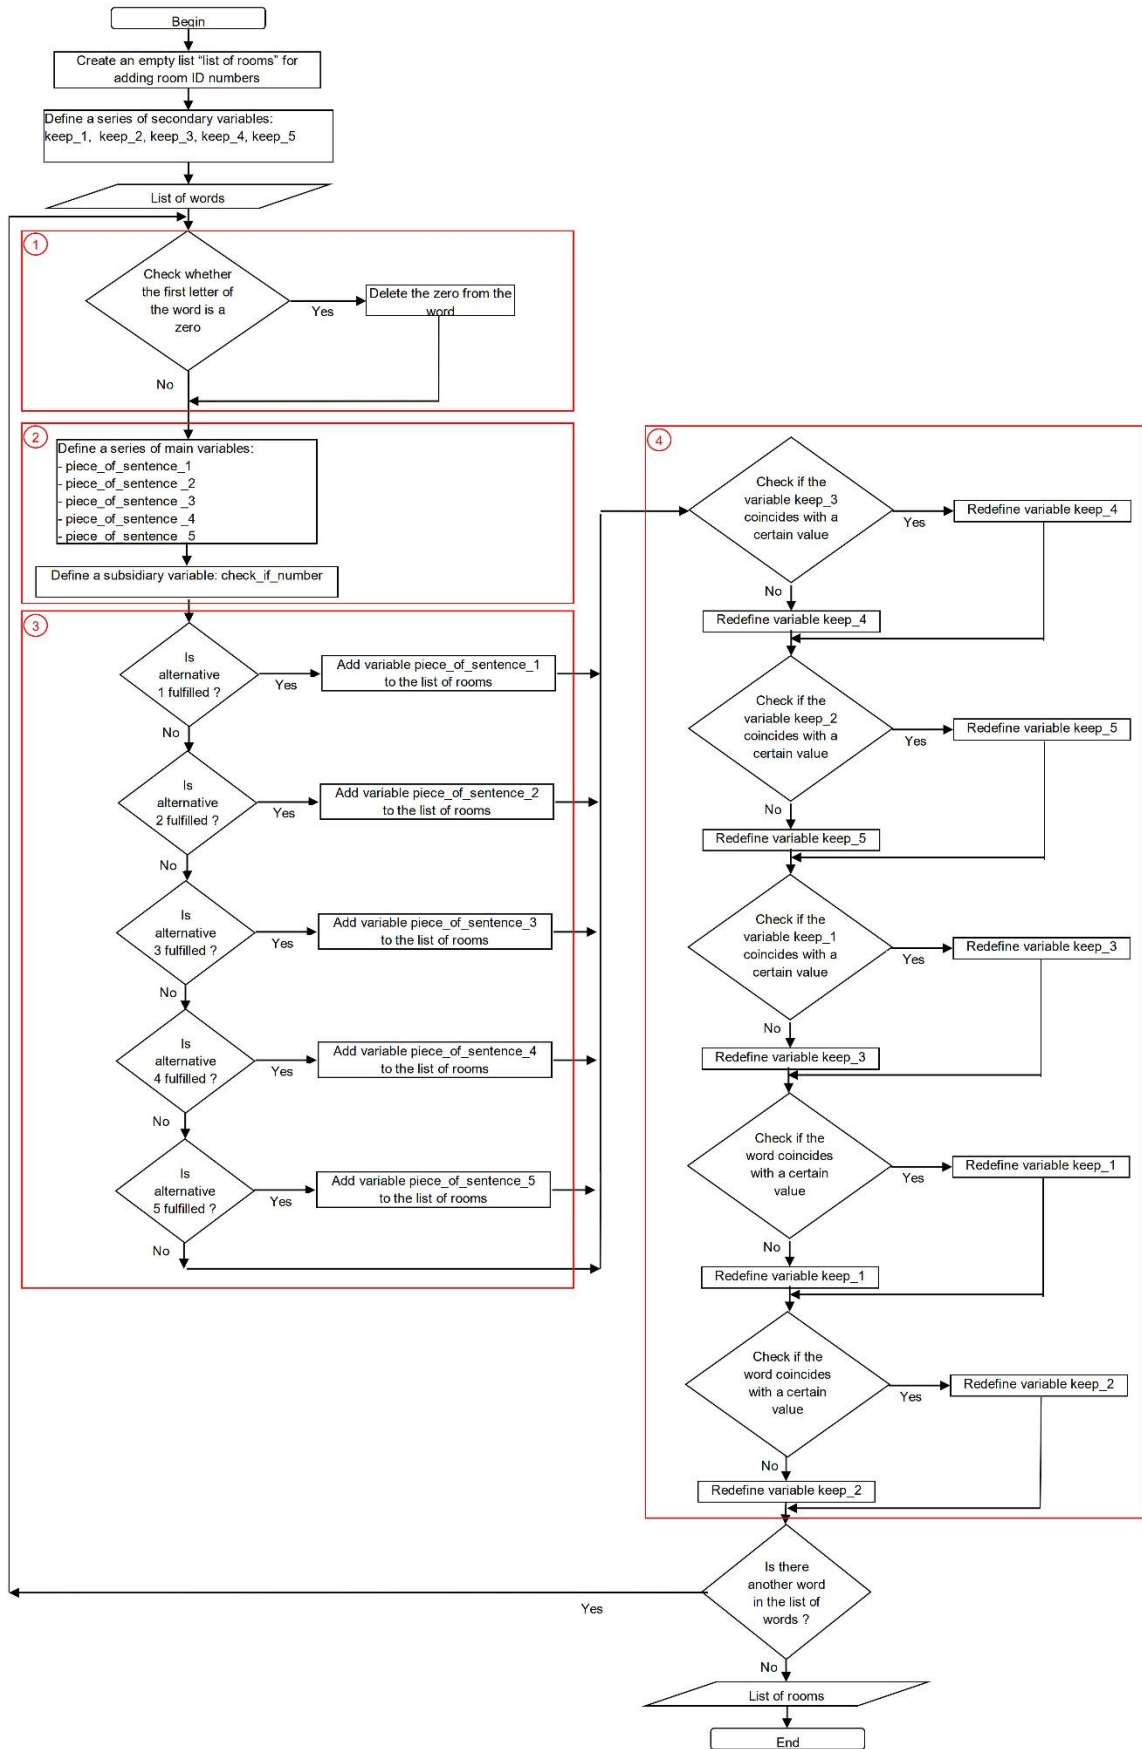 Begin
Create an empty list “list of rooms” for
adding room ID numbers
Define a series of secondary variables:
keep_1, keep_2, keep_3, keep_4, keep_5
List of words
1
Check whether
the first letter of
the word is a
zero
Yes
Delete the zero from the
word
No
2
Define a series of main variables:
- piece_of_sentence_1
- piece_of_sentence _2
- piece_of_sentence _3
- piece_of_sentence _4
- piece_of_sentence _5
Define a subsidiary variable: check_if_number
3
Is
alternative
1 fulfilled ?
Yes
Add variable piece_of_sentence_1
to the list of rooms
No
Is
alternative
2 fulfilled ?
Yes
Add variable piece_of_sentence_2
to the list of rooms
No
Is
alternative
3 fulfilled ?
Yes
Add variable piece_of_sentence_3
to the list of rooms
No
Is
alternative
4 fulfilled ?
Yes
Add variable piece_of_sentence_4
to the list of rooms
No
Is
alternative
5 fulfilled ?
Yes
Add variable piece_of_sentence_5
to the list of rooms
No
4
Check if the
variable keep_3
coincides with a
certain value
Yes
Redefine variable keep_4
No
Redefine variable keep_4
Check if the
variable keep_2
coincides with a
certain value
Yes
Redefine variable keep_5
No
Redefine variable keep_5
Check if the
variable keep_1
coincides with a
certain value
Yes
Redefine variable keep_3
No
Redefine variable keep_3
Check if the
word coincides
with a certain
value
Yes
Redefine variable keep_1
No
Redefine variable keep_1
Check if the
word coincides
with a certain
value
Yes
Redefine variable keep_2
No
Redefine variable keep_2
Is there
another word
in the list of
words ?
Yes
No
List of rooms
End